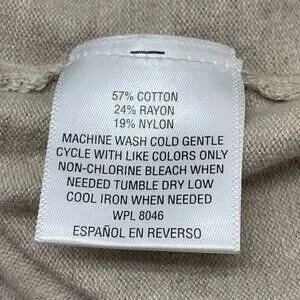 57% COTTON
24% RAYON
19% NYLON
MACHINE WASH COLD GENTLE
CYCLE WITH LIKE COLORS ONLY
NON-CHLORINE BLEACH WHEN
NEEDED TUMBLE DRY LOW
COOL IRON WHEN NEEDED
WPL 8046
ESPAÑOL EN REVERSO